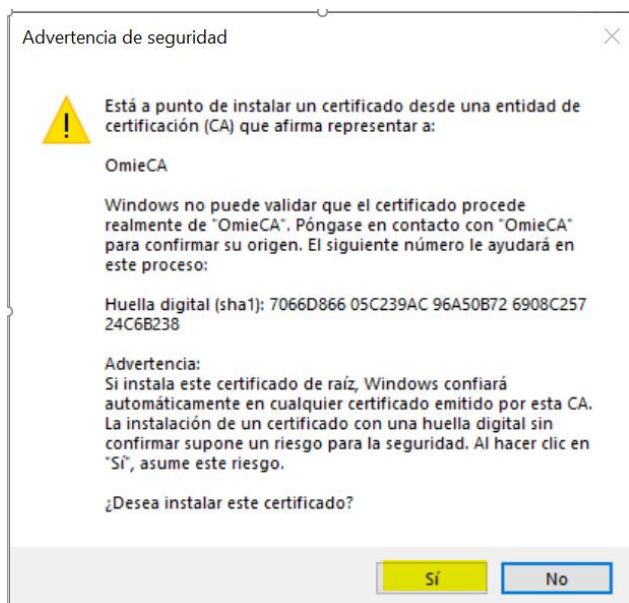 Advertencia de seguridad
Está a punto de instalar un certificado desde una entidad de
certificación (CA) que afirma representar a:
OmieCA
Windows no puede validar que el certificado procede
realmente de "OmieCA". Póngase en contacto con "OmieCA"
para confirmar su origen. El siguiente número le ayudará en
este proceso:
Huella digital (sha1): 7066D866 05C239AC 96A50B72 6908C257
24C6B238
Advertencia:
Si instala este certificado de raíz, Windows confiará
automáticamente en cualquier certificado emitido por esta CA.
La instalación de un certificado con una huella digital sin
confirmar supone un riesgo para la seguridad. Al hacer clic en
"Sí", asume este riesgo.
¿Desea instalar este certificado?
Sí No